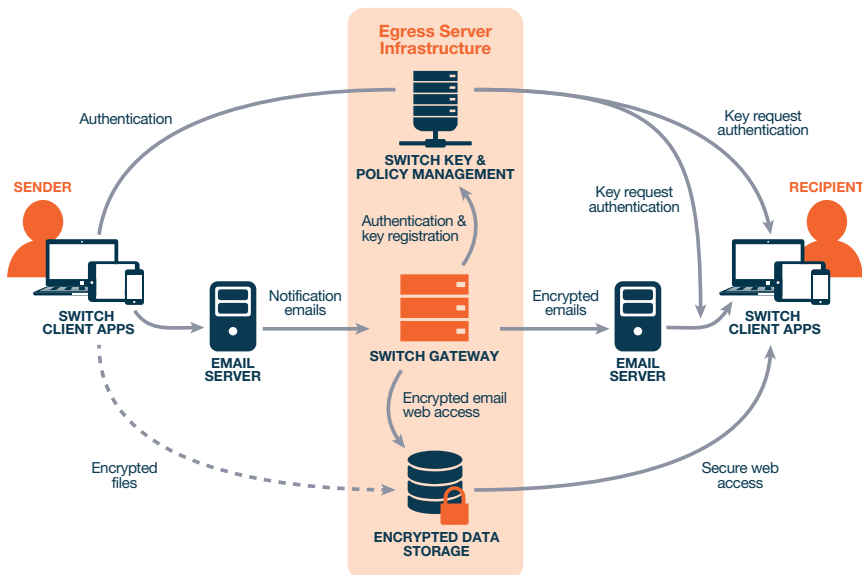 Egress Server
Infrastructure
Authentication
Key request
authentication
SWITCH KEY &
POLICY MANAGEMENT
SENDER
RECIPIENT
Key request
authentication
Authentication &
key registration
SWITCH
CLIENT APPS
Notification
emails
Encrypted
emails
SWITCH
CLIENT APPS
EMAIL
SERVER
SWITCH GATEWAY
EMAIL
SERVER
Encrypted email
web access
Encrypted
files
Secure web
access
ENCRYPTED DATA
STORAGE